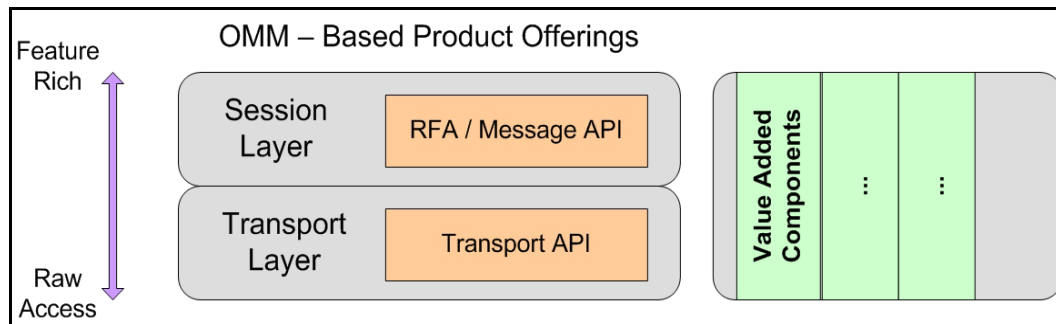 OMM – Based Product Offerings
Feature
Rich
Session
Layer
RFA / Message API
Transport
Layer
Transport API
Raw
Access
Value Added
Components
...
...